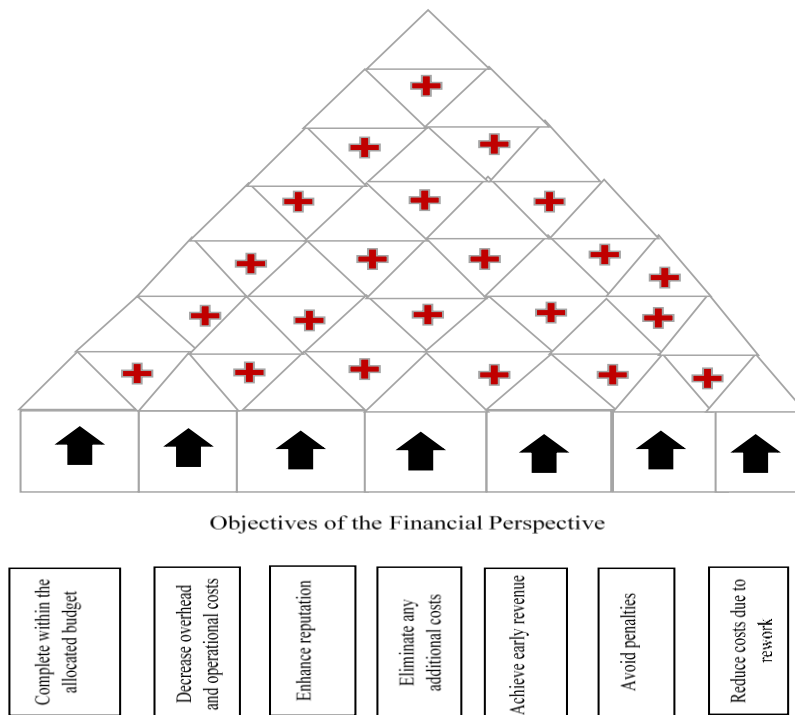 Objectives of the Financial Perspective
Complete within the
allocated budget
Decrease overhead
and operational costs
Enhance reputation
Eliminate any
additional costs
Achieve early revenue
Avoid penalties
Reduce costs due to
rework